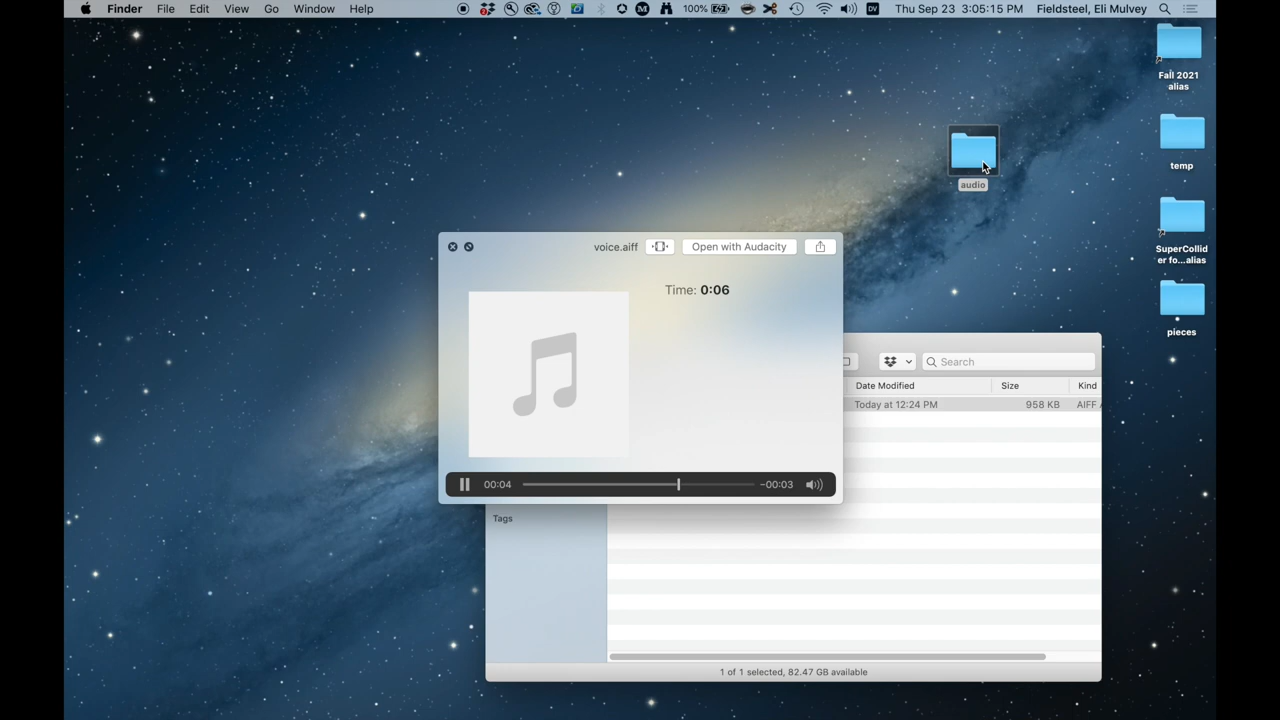 Finder File Edit View Go Window Help 100% DV Thu Sep 23 3:05:15 PM Fieldsteel, Eli Mulvey
Fall 2021
alias
temp
audio
SuperCollid
er fo...alias
pieces
voice.aiff Open with Audacity
Time: 0:06
Search
Date Modified Size Kind
Today at 12:24 PM 958 KB AIFF
00:04 -00:03
Tags
1 of 1 selected, 82.47 GB available